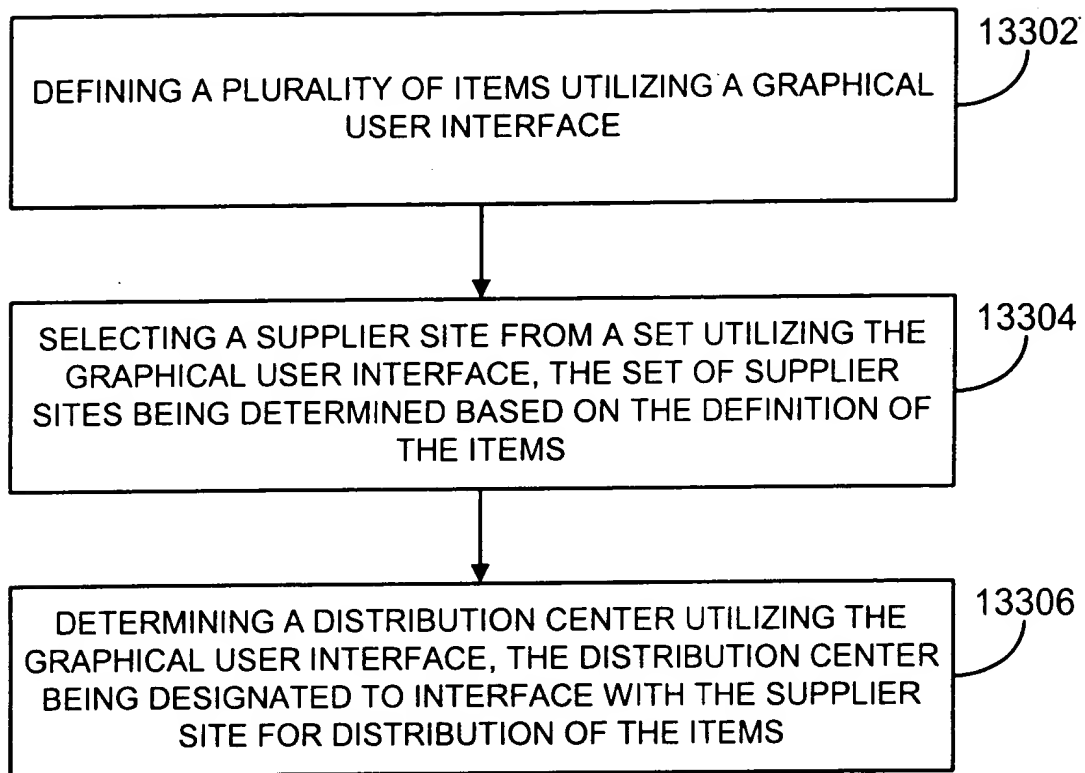 13302
DEFINING A PLURALITY OF ITEMS UTILIZING A GRAPHICAL
USER INTERFACE
13304
SELECTING A SUPPLIER SITE FROM A SET UTILIZING THE
GRAPHICAL USER INTERFACE, THE SET OF SUPPLIER
SITES BEING DETERMINED BASED ON THE DEFINITION OF
THE ITEMS
13306
DETERMINING A DISTRIBUTION CENTER UTILIZING THE
GRAPHICAL USER INTERFACE, THE DISTRIBUTION CENTER
BEING DESIGNATED TO INTERFACE WITH THE SUPPLIER
SITE FOR DISTRIBUTION OF THE ITEMS